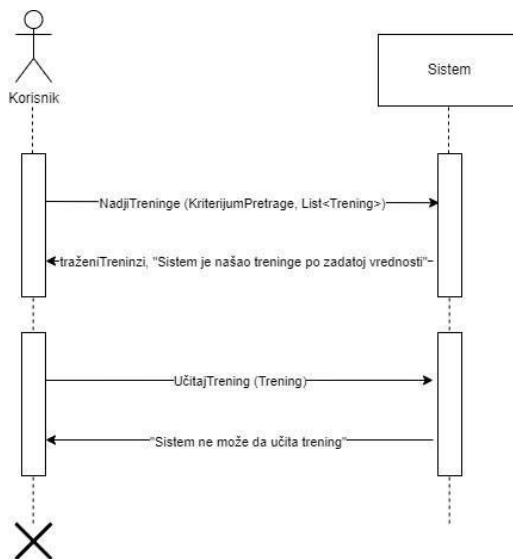 Korisnik
Sistem
NadjiTreninge (KriterijumPretrage, List<Trening>)
traženiTreninzi, "Sistem je našao treninge po zadatoj vrednosti"
UčitajTrening (Trening)
"Sistem ne može da učita trening"